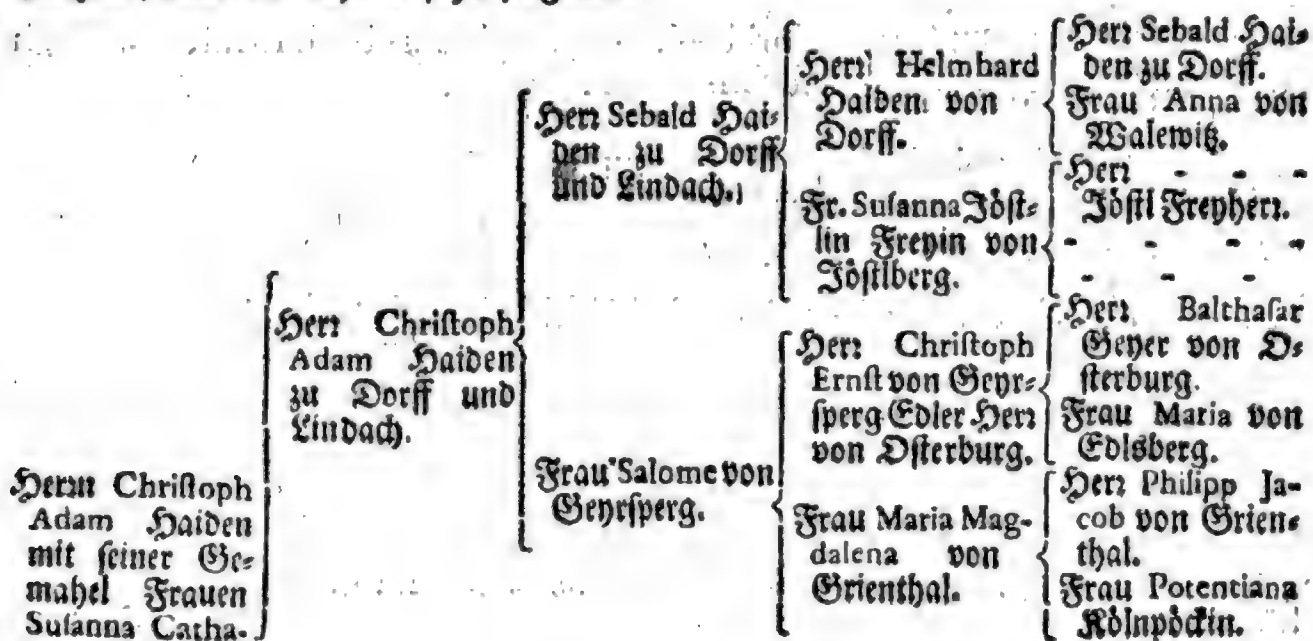 Herrn Christoph
Adam Haiden
mit seiner Ge-
mahel Frauen
Susanna Catha-
Herr Christoph
Adam Haiden
zu Dorff und
Lindach.
Herr Sebald Hai-
den zu Dorff
und Lindach.
Frau Salome von
Geyrsperg.
Herr Helmhard
Haiden von
Dorff.
Fr. Susanna Jöst-
lin Freyin von
Jöstlberg.
Herr Christoph
Ernst von Geyr-
sperg Edler Herr
von Osterburg.
Frau Maria Mag-
dalena von
Grienthal.
Herr Sebald Hai-
den zu Dorff.
Frau Anna von
Walewitz.
Herr - - -
Jöstl Freyherr.
- - - -
- - - -
Herr Balthasar
Geyer von O-
sterburg.
Frau Maria von
Edlsberg.
Herr Philipp Ja-
cob von Grien-
thal.
Frau Potentiana
Kölnpöckin.